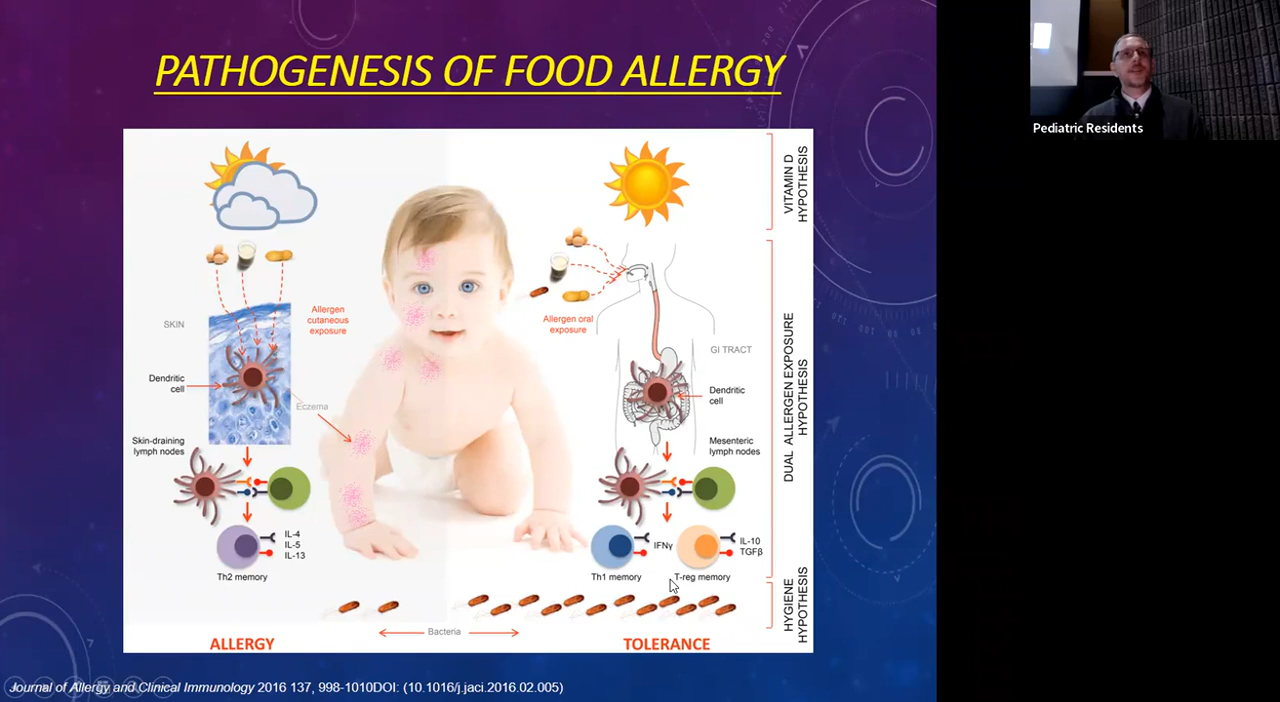 PATHOGENESIS OF FOOD ALLERGY
Pediatric Residents
VITAMIN D
HYPOTHESIS
SKIN
Allergen
cutaneous
exposure
Allergen oral
exposure
GI TRACT
Dendritic
cell
Eczema
Dendritic
cell
DUAL ALLERGEN EXPOSURE
HYPOTHESIS
Skin-draining
lymph nodes
Mesenteric
lymph nodes
IL-4
IL-5
IL-13
Th2 memory
IFNγ
IL-10
TGFβ
Th1 memory
T-reg memory
HYGIENE
HYPOTHESIS
Bacteria
ALLERGY
TOLERANCE
Journal of Allergy and Clinical Immunology 2016 137, 998-1010DOI: (10.1016/j.jaci.2016.02.005)